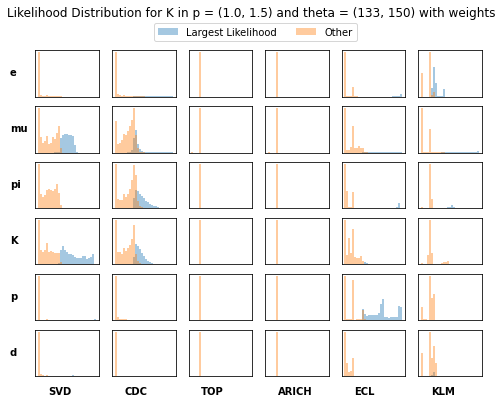 Likelihood Distribution for K in p = (1.0, 1.5) and theta = (133, 150) with weights
Largest Likelihood Other
e
mu
pi
K
p
d
SVD CDC TOP ARICH ECL KLM